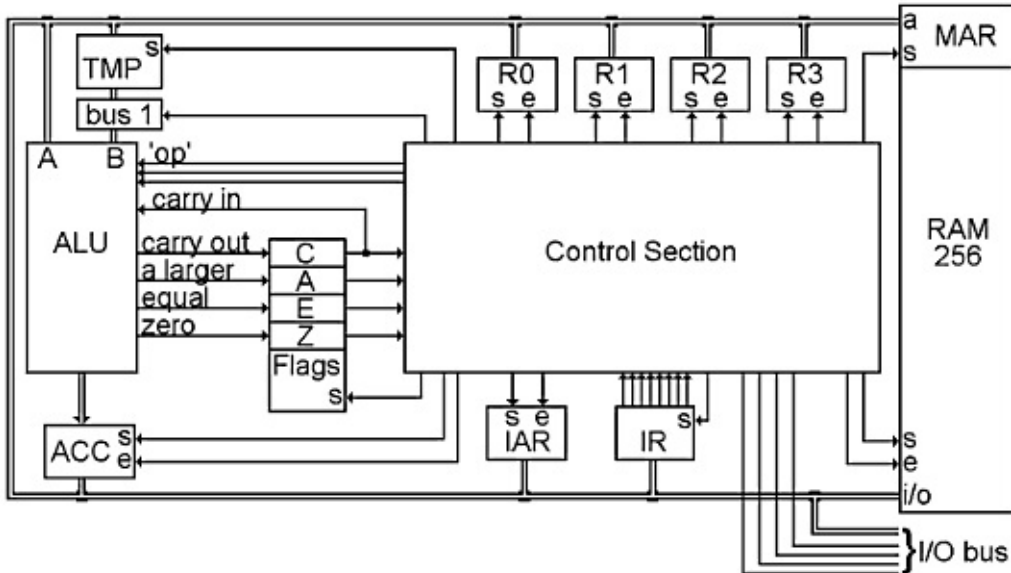 a
MAR
s
TMP s
bus 1
R0
s e
R1
s e
R2
s e
R3
s e
A B
'op'
carry in
ALU
carry out
a larger
equal
zero
C
A
E
Z
Flags
s
Control Section
RAM
256
ACC s
e
s e
IAR
IR s
s
e
i/o
} I/O bus